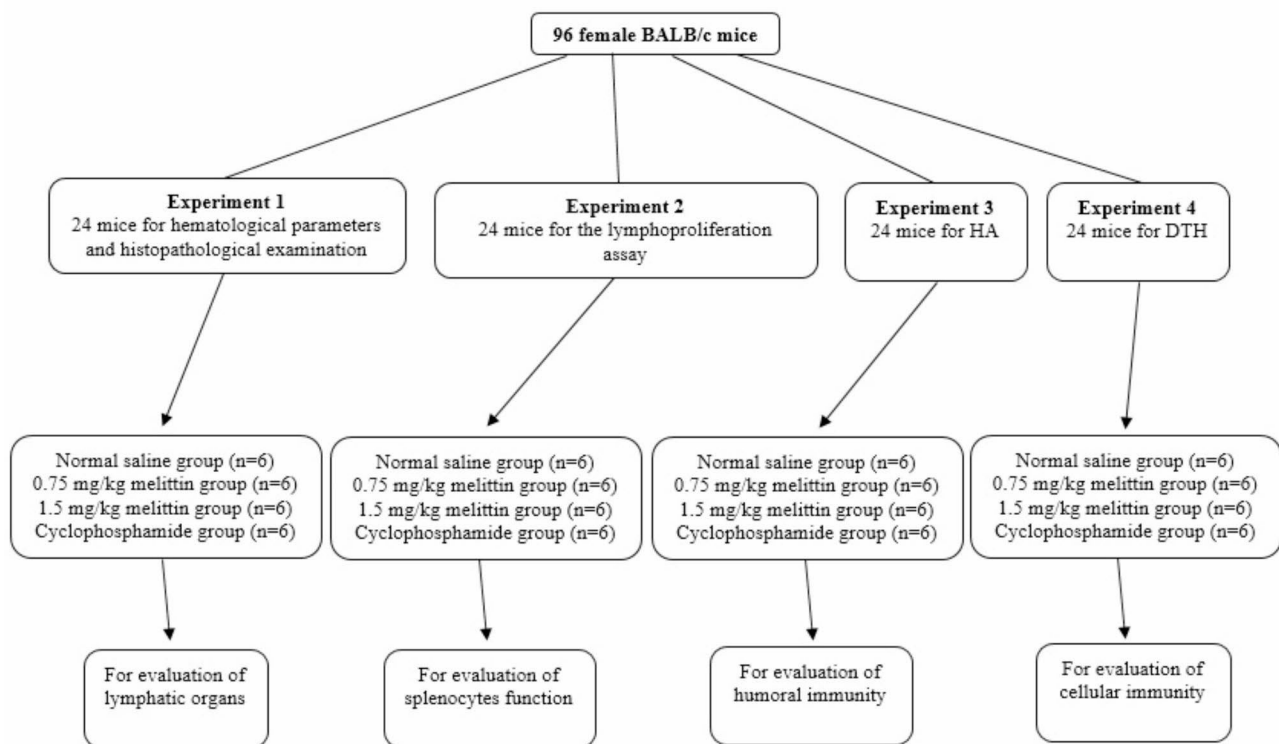 96 female BALB/c mice
Experiment 1
24 mice for hematological parameters
and histopathological examination
Experiment 2
24 mice for the lymphoproliferation
assay
Experiment 3
24 mice for HA
Experiment 4
24 mice for DTH
Normal saline group (n=6)
0.75 mg/kg melittin group (n=6)
1.5 mg/kg melittin group (n=6)
Cyclophosphamide group (n=6)
Normal saline group (n=6)
0.75 mg/kg melittin group (n=6)
1.5 mg/kg melittin group (n=6)
Cyclophosphamide group (n=6)
Normal saline group (n=6)
0.75 mg/kg melittin group (n=6)
1.5 mg/kg melittin group (n=6)
Cyclophosphamide group (n=6)
Normal saline group (n=6)
0.75 mg/kg melittin group (n=6)
1.5 mg/kg melittin group (n=6)
Cyclophosphamide group (n=6)
For evaluation of
lymphatic organs
For evaluation of
splenocytes function
For evaluation of
humoral immunity
For evaluation of
cellular immunity